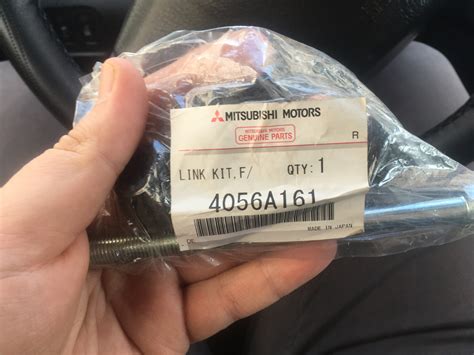 MITSUBISHI MOTORS
MITSUBISHI MOTORS
GENUINE PARTS
R
LINK KIT,F/ QTY:1
4056A161
MADE IN JAPAN